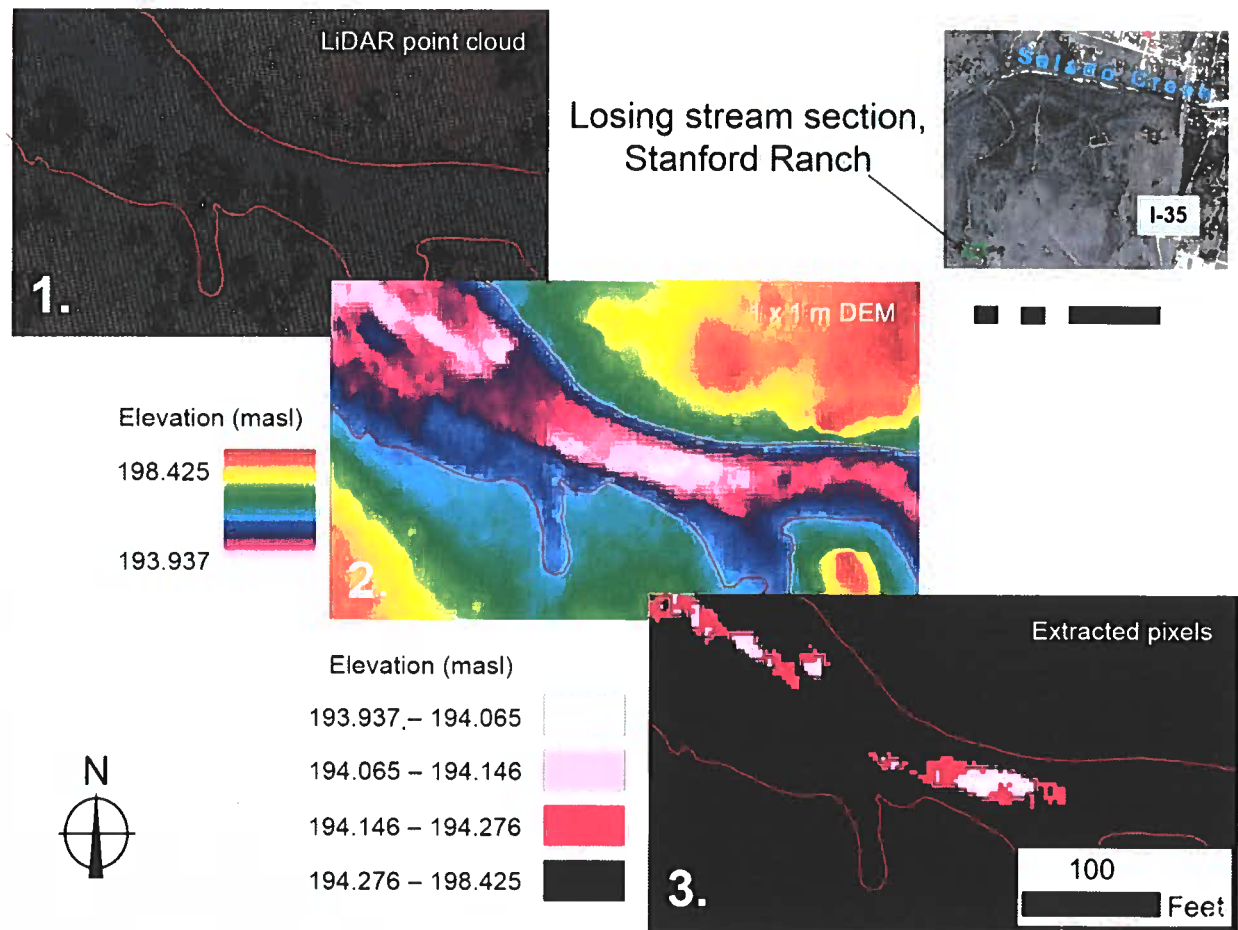 LiDAR point cloud
1.
Losing stream section,
Stanford Ranch
Salado Creek
I-35
1 x 1 m DEM
2.
Elevation (masl)
198.425
193.937
Elevation (masl)
193.937 – 194.065
194.065 – 194.146
194.146 – 194.276
194.276 – 198.425
N
Extracted pixels
3.
100
Feet